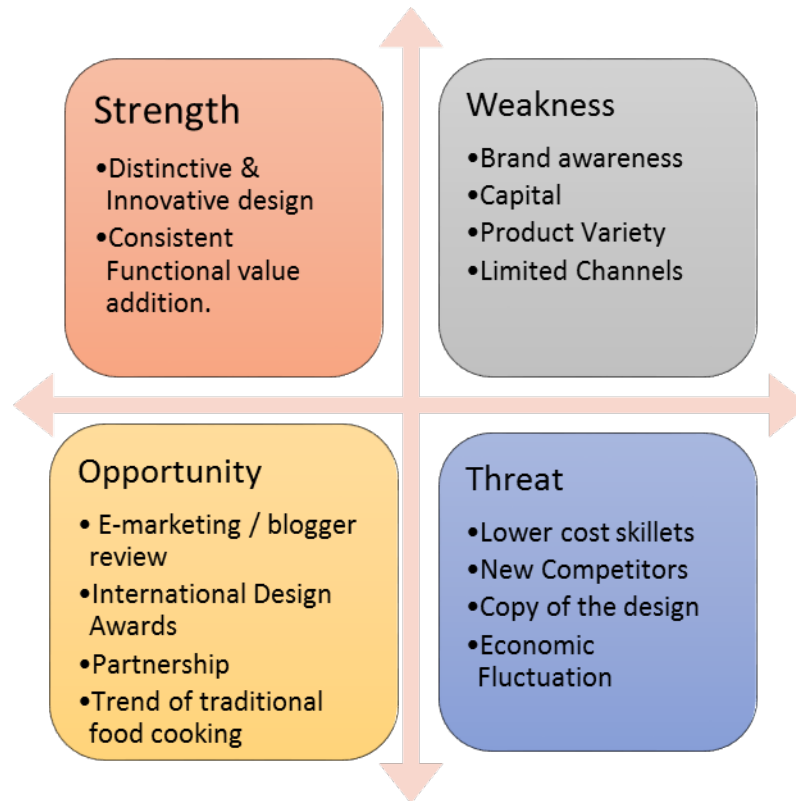 Strength
•Distinctive &
Innovative design
•Consistent
Functional value
addition.
Weakness
•Brand awareness
•Capital
•Product Variety
•Limited Channels
Opportunity
• E-marketing / blogger
review
•International Design
Awards
•Partnership
•Trend of traditional
food cooking
Threat
•Lower cost skillets
•New Competitors
•Copy of the design
•Economic
Fluctuation